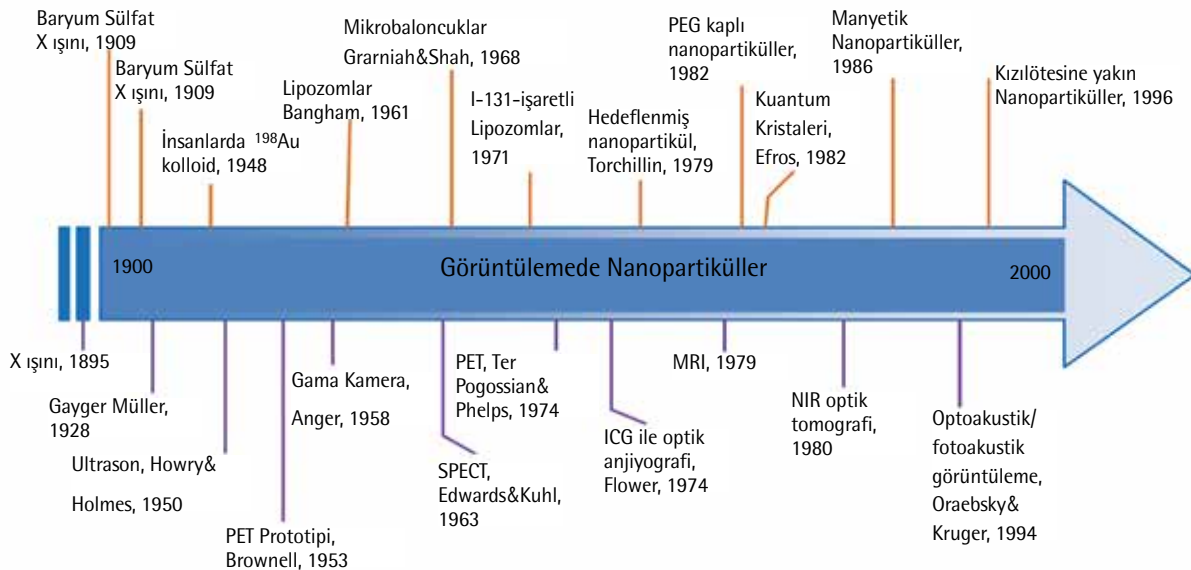 Baryum Sülfat
X ışını, 1909
Baryum Sülfat
X ışını, 1909
İnsanlarda ¹⁹⁸Au
kolloid, 1948
Lipozomlar
Bangham, 1961
Mikrobaloncuklar
Grarniah&Shah, 1968
I-131-işaretli
Lipozomlar,
1971
Hedeflenmiş
nanopartikül,
Torchillin, 1979
PEG kaplı
nanopartiküller,
1982
Kuantum
Kristaleri,
Efros, 1982
Manyetik
Nanopartiküller,
1986
Kızılötesine yakın
Nanopartiküller, 1996
1900
Görüntülemede Nanopartiküller
2000
X ışını, 1895
Gayger Müller,
1928
Ultrason, Howry&
Holmes, 1950
PET Prototipi,
Brownell, 1953
Gama Kamera,
Anger, 1958
SPECT,
Edwards&Kuhl,
1963
PET, Ter
Pogossian&
Phelps, 1974
ICG ile optik
anjiyografi,
Flower, 1974
MRI, 1979
NIR optik
tomografi,
1980
Optoakustik/
fotoakustik
görüntüleme,
Oraebsky&
Kruger, 1994